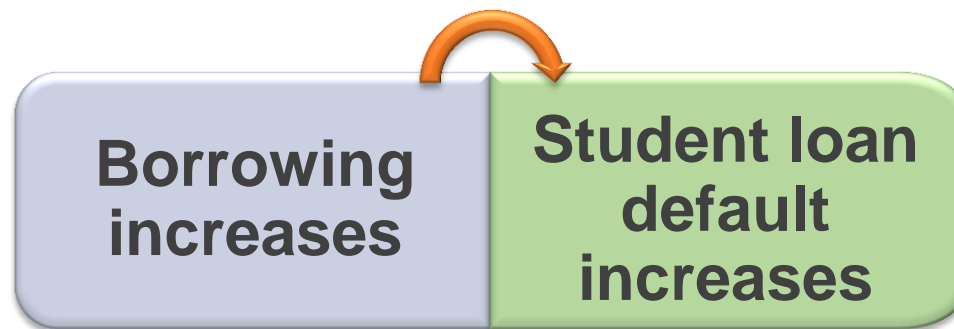 Borrowing
increases
Student loan
default
increases